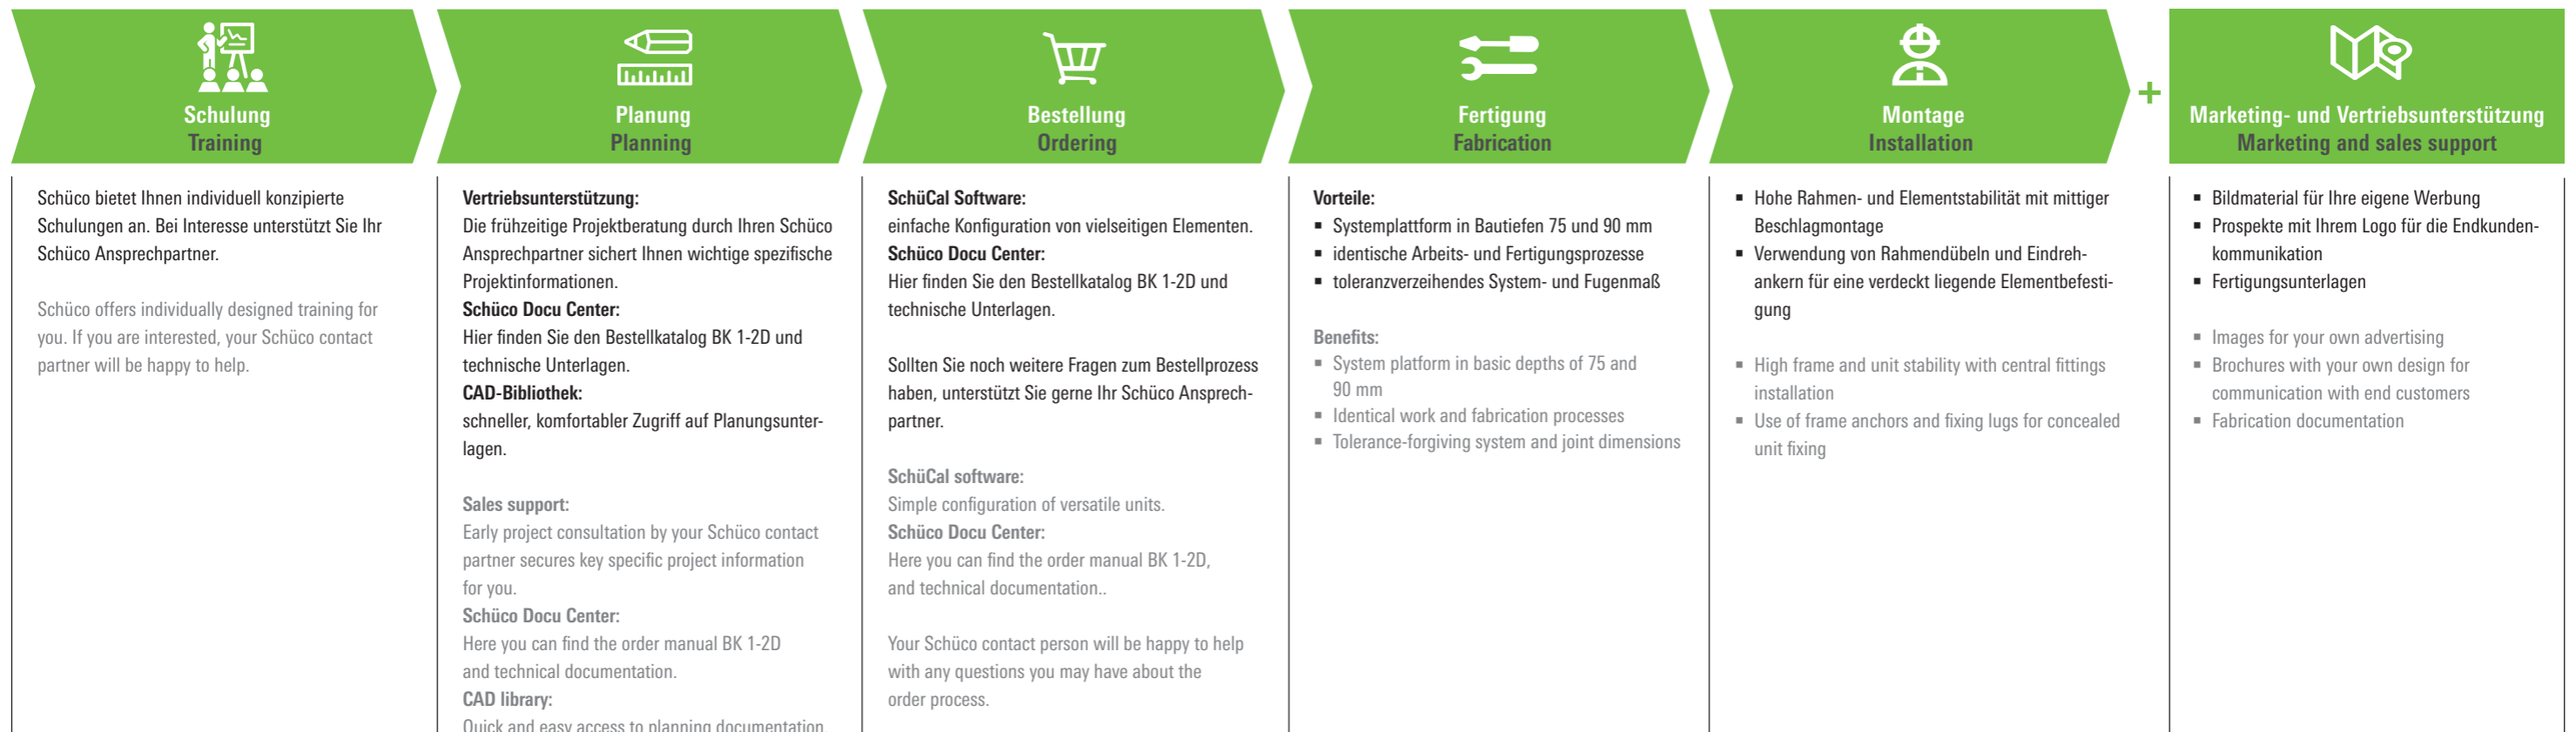 Schulung
Training
Schüco bietet Ihnen individuell konzipierte
Schulungen an. Bei Interesse unterstützt Sie Ihr
Schüco Ansprechpartner.
Schüco offers individually designed training for
you. If you are interested, your Schüco contact
partner will be happy to help.
Planung
Planning
Vertriebsunterstützung:
Die frühzeitige Projektberatung durch Ihren Schüco
Ansprechpartner sichert Ihnen wichtige spezifische
Projektinformationen.
Schüco Docu Center:
Hier finden Sie den Bestellkatalog BK 1-2D und
technische Unterlagen.
CAD-Bibliothek:
schneller, komfortabler Zugriff auf Planungsunter-
lagen.
Sales support:
Early project consultation by your Schüco contact
partner secures key specific project information
for you.
Schüco Docu Center:
Here you can find the order manual BK 1-2D
and technical documentation.
CAD library:
Quick and easy access to planning documentation.
Bestellung
Ordering
SchüCal Software:
einfache Konfiguration von vielseitigen Elementen.
Schüco Docu Center:
Hier finden Sie den Bestellkatalog BK 1-2D und
technische Unterlagen.
Sollten Sie noch weitere Fragen zum Bestellprozess
haben, unterstützt Sie gerne Ihr Schüco Ansprech-
partner.
SchüCal software:
Simple configuration of versatile units.
Schüco Docu Center:
Here you can find the order manual BK 1-2D,
and technical documentation..
Your Schüco contact person will be happy to help
with any questions you may have about the
order process.
Fertigung
Fabrication
Vorteile:
▪ Systemplattform in Bautiefen 75 und 90 mm
▪ identische Arbeits- und Fertigungsprozesse
▪ toleranzverzeihendes System- und Fugenmaß
Benefits:
▪ System platform in basic depths of 75 and
90 mm
▪ Identical work and fabrication processes
▪ Tolerance-forgiving system and joint dimensions
Montage
Installation
▪ Hohe Rahmen- und Elementstabilität mit mittiger
Beschlagmontage
▪ Verwendung von Rahmendübeln und Eindreh-
ankern für eine verdeckt liegende Elementbefesti-
gung
▪ High frame and unit stability with central fittings
installation
▪ Use of frame anchors and fixing lugs for concealed
unit fixing
+
Marketing- und Vertriebsunterstützung
Marketing and sales support
▪ Bildmaterial für Ihre eigene Werbung
▪ Prospekte mit Ihrem Logo für die Endkunden-
kommunikation
▪ Fertigungsunterlagen
▪ Images for your own advertising
▪ Brochures with your own design for
communication with end customers
▪ Fabrication documentation